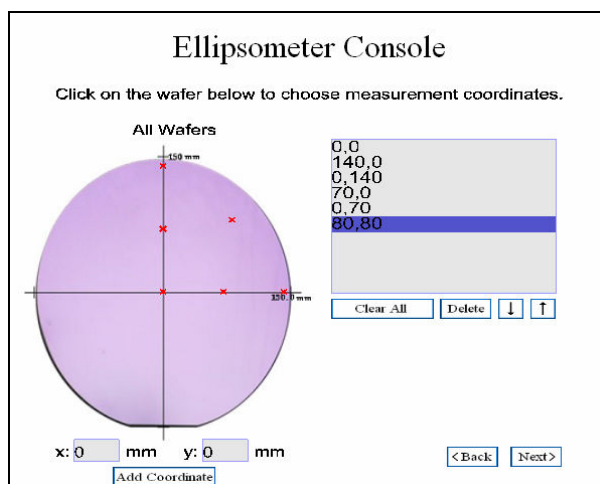 Ellipsometer Console
Click on the wafer below to choose measurement coordinates.
All Wafers
150 mm
150.0 mm
0,0
140,0
0,140
70,0
0,70
80,80
Clear All Delete ↓ ↑
x: 0 mm y: 0 mm
Add Coordinate
<Back Next>